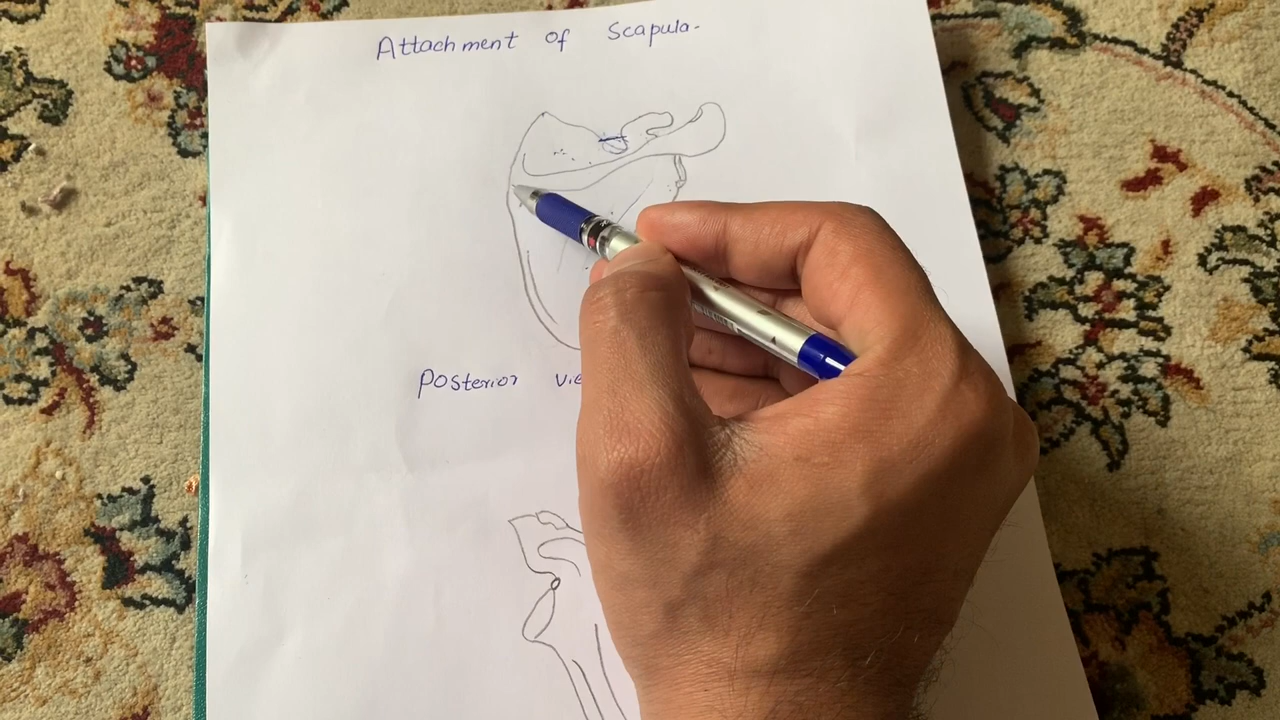 Attachment of Scapula-
Posterior